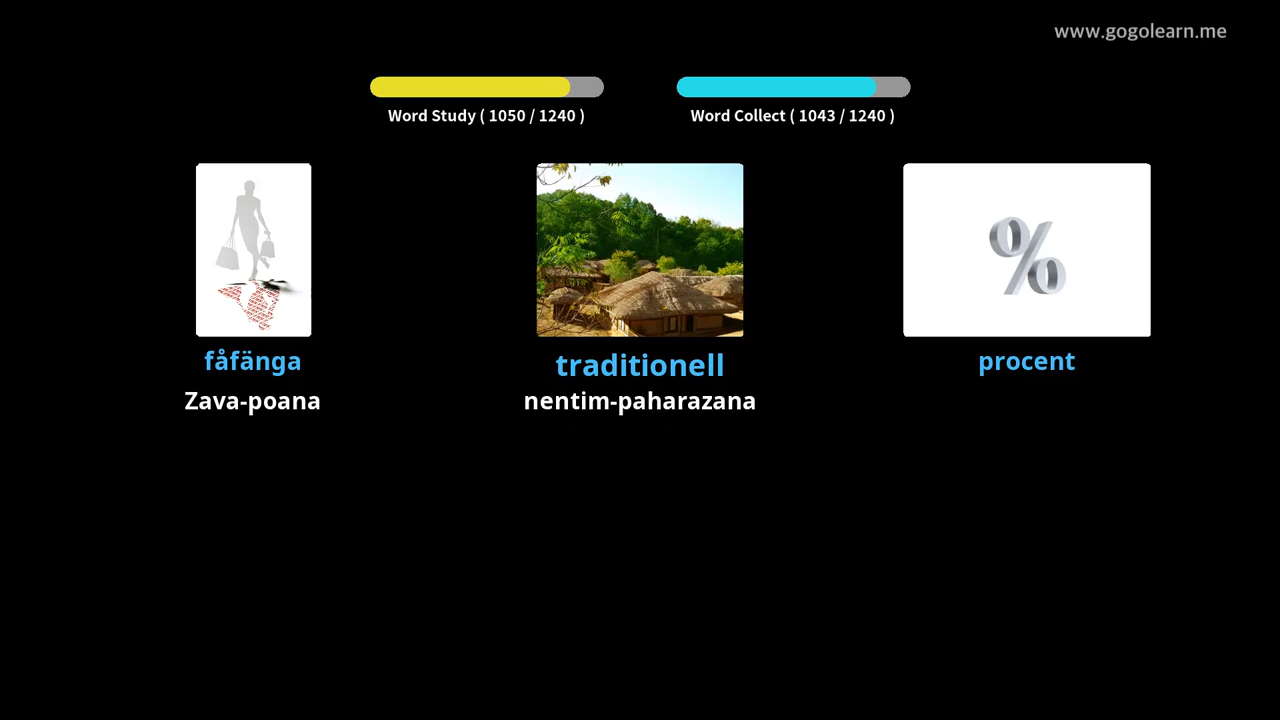 www.gogolearn.me
Word Study ( 1050 / 1240 )
Word Collect ( 1043 / 1240 )
fåfänga
traditionell
procent
Zava-poana
nentim-paharazana
%